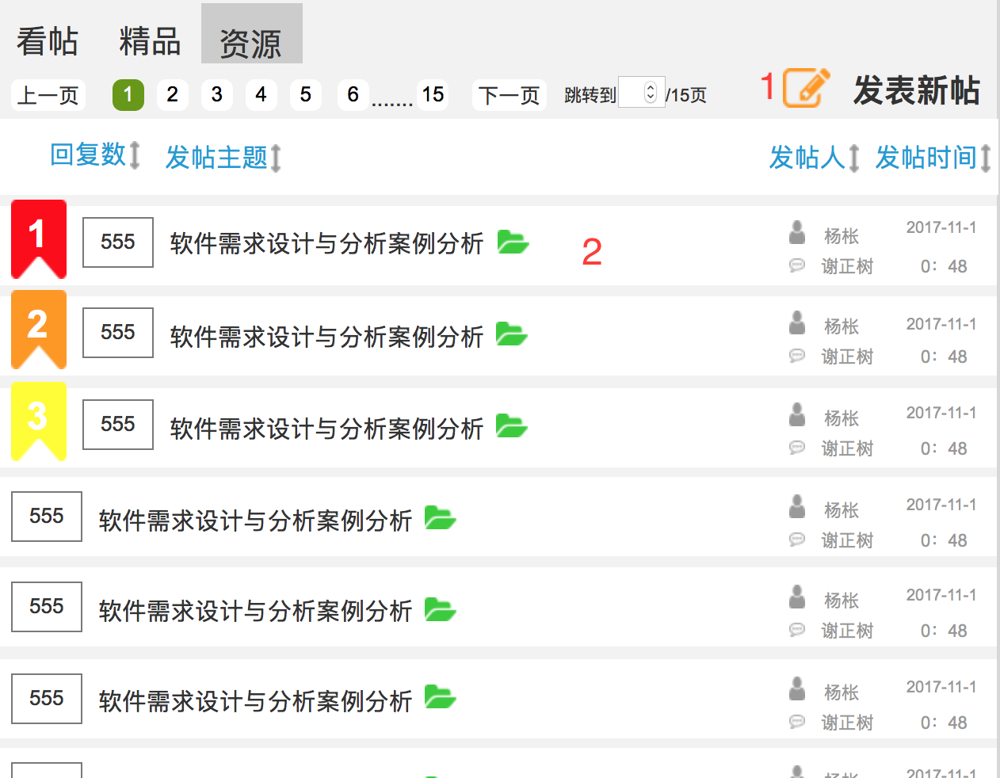 看帖 精品 资源
上一页 1 2 3 4 5 6 ....... 15 下一页 跳转到 /15页 1 发表新帖
回复数 发帖主题 发帖人 发帖时间
1 555 软件需求设计与分析案例分析 2 杨枨 2017-11-1
谢正树 0：48
2 555 软件需求设计与分析案例分析 杨枨 2017-11-1
谢正树 0：48
3 555 软件需求设计与分析案例分析 杨枨 2017-11-1
谢正树 0：48
555 软件需求设计与分析案例分析 杨枨 2017-11-1
谢正树 0：48
555 软件需求设计与分析案例分析 杨枨 2017-11-1
谢正树 0：48
555 软件需求设计与分析案例分析 杨枨 2017-11-1
谢正树 0：48
杨枨 2017-11-1